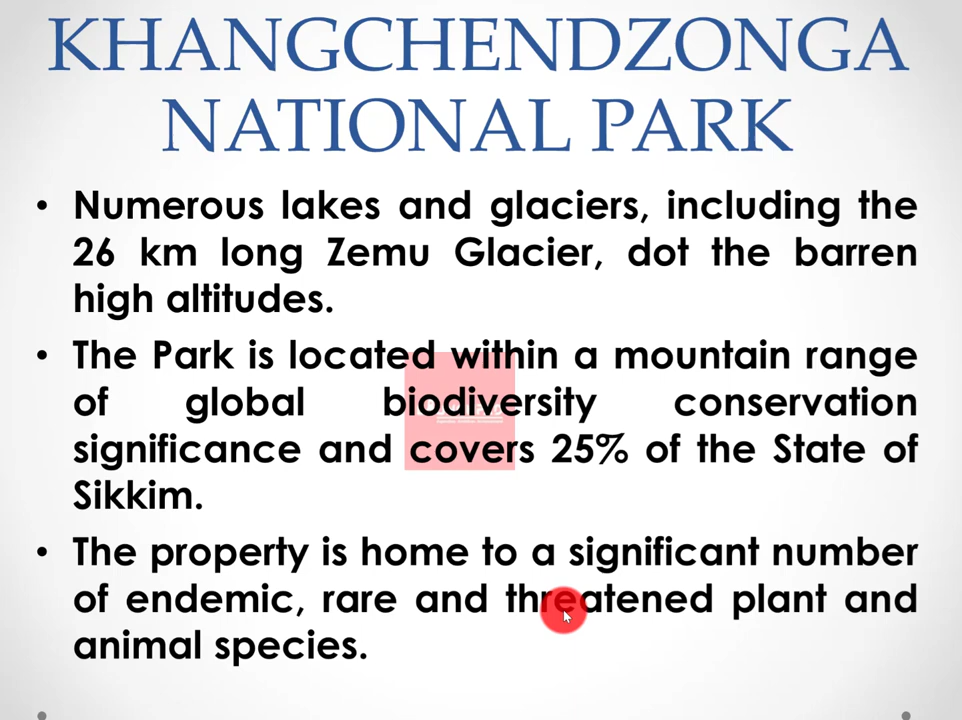 KHANGCHENDZONGA
NATIONAL PARK
• Numerous lakes and glaciers, including the
26 km long Zemu Glacier, dot the barren
high altitudes.
• The Park is located within a mountain range
of global biodiversity conservation
significance and covers 25% of the State of
Sikkim.
• The property is home to a significant number
of endemic, rare and threatened plant and
animal species.